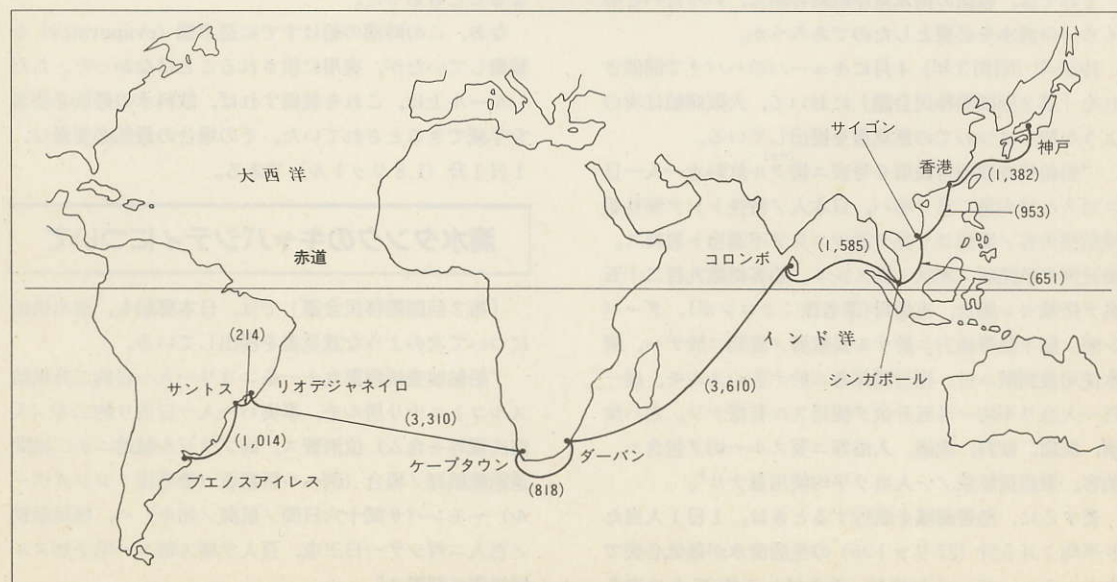 大西洋
サイゴン
香港
神戸
(1,382)
(953)
(1,585)
コロンボ
赤道
(651)
インド洋
シンガポール
(214)
サントス
リオデジャネイロ
(3,610)
(3,310)
(1,014)
ケープタウン
ダーバン
ブエノスアイレス
(818)